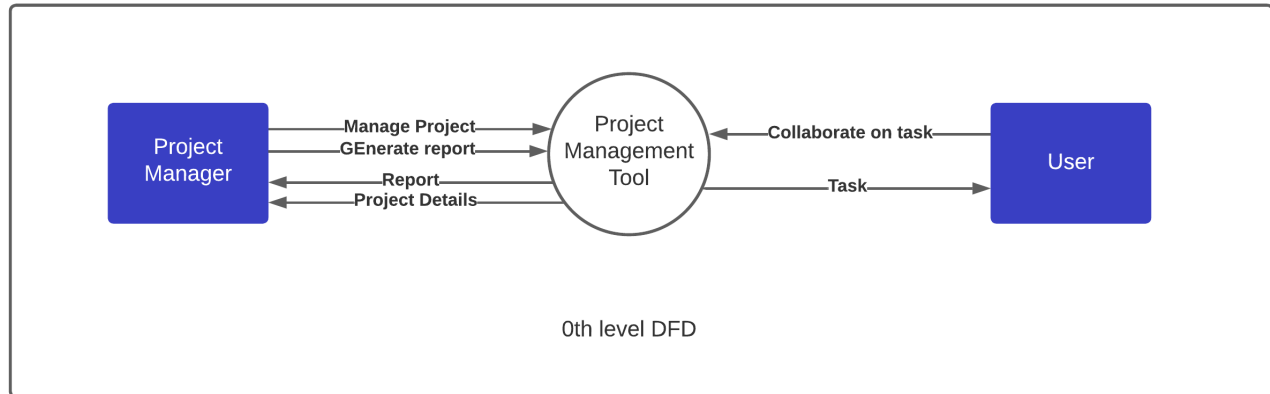 Project
Manager
Manage Project
GEnerate report
Report
Project Details
Project
Management
Tool
Collaborate on task
Task
User
0th level DFD